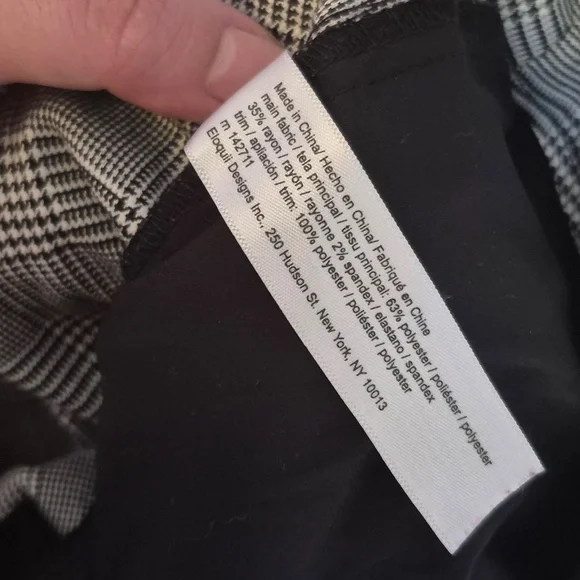 Made in China/ Hecho en China/ Fabriqué en Chine
main fabric / tela principal / tissu principal: 63% polyester / poliéster / polyester
35% rayon / rayón / rayonne 2% spandex / elastano / spandex
trim / apliación / trim: 100% polyester / poliéster / polyester
m 142711
Eloquii Designs Inc., 250 Hudson St. New York, NY 10013